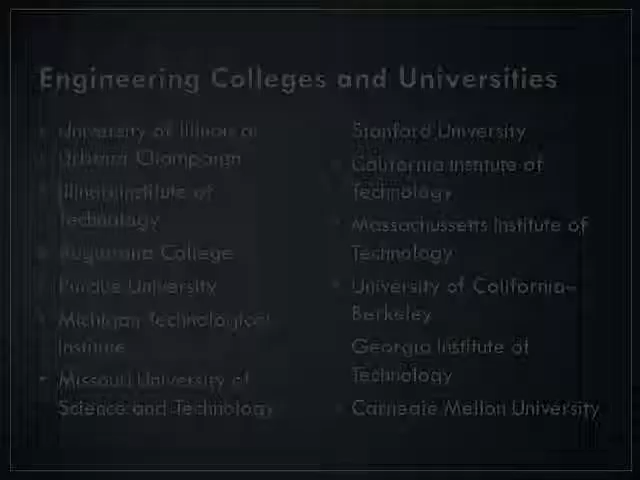 Engineering Colleges and Universities
University of Illinois at
Urbana Champaign
Illinois Institute of
Technology
Augustana College
Purdue University
Michigan Technological
Institute
Missouri University of
Science and Technology
Stanford University
California Institute of
Technology
Massachussetts Institute of
Technology
University of California–
Berkeley
Georgia Institute of
Technology
Carnegie Mellon University